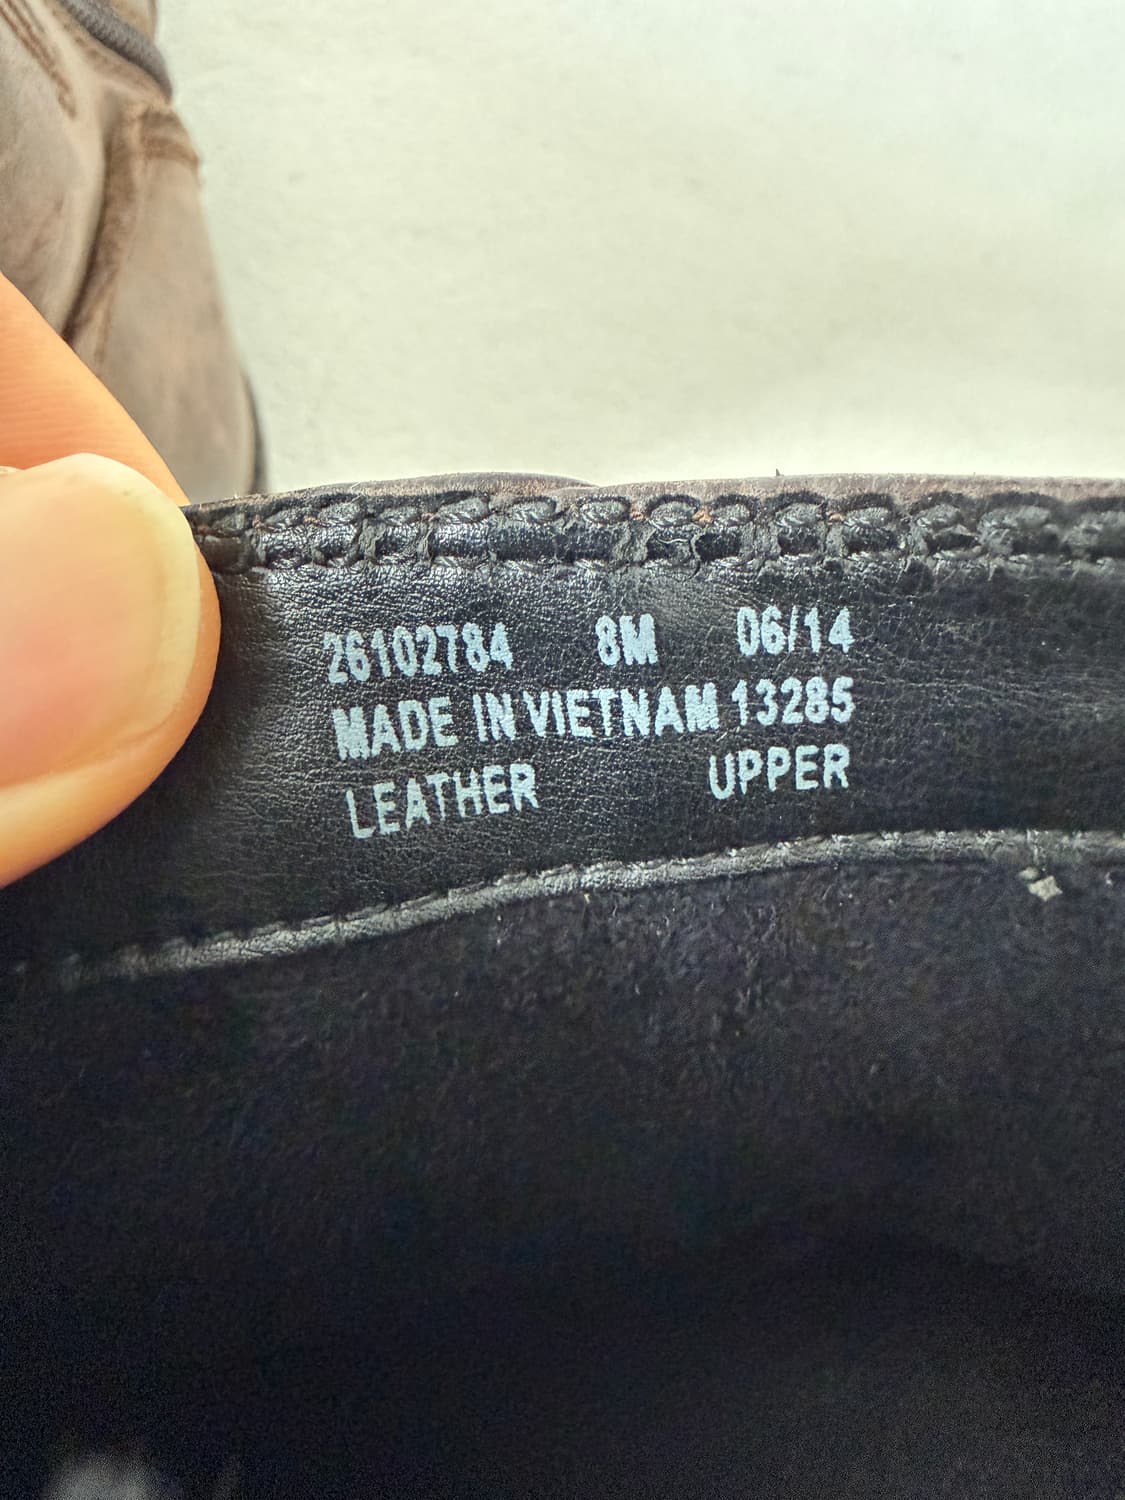 26102784 8M 06/14
MADE IN VIETNAM 13285
LEATHER UPPER